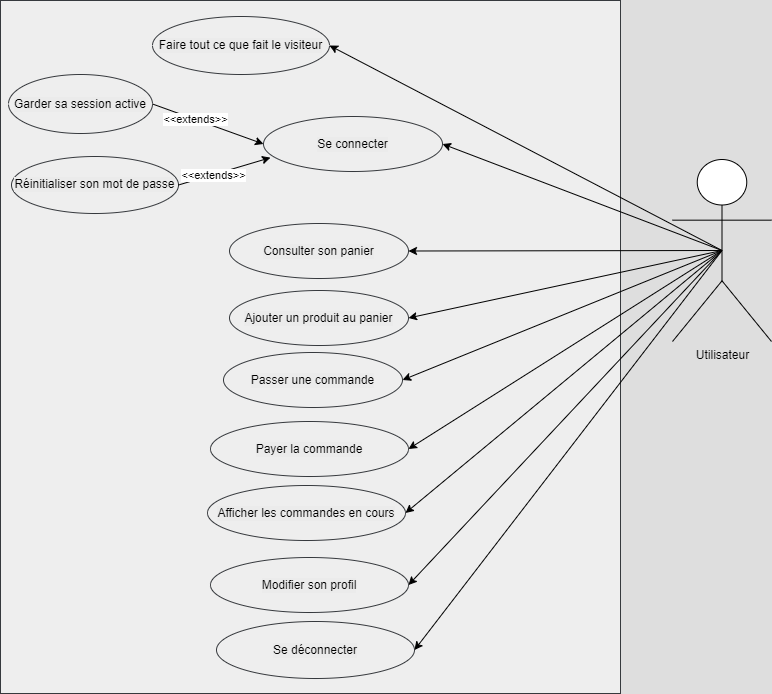 Faire tout ce que fait le visiteur
Garder sa session active
<<extends>>
Se connecter
<<extends>>
Réinitialiser son mot de passe
Consulter son panier
Ajouter un produit au panier
Utilisateur
Passer une commande
Payer la commande
Afficher les commandes en cours
Modifier son profil
Se déconnecter